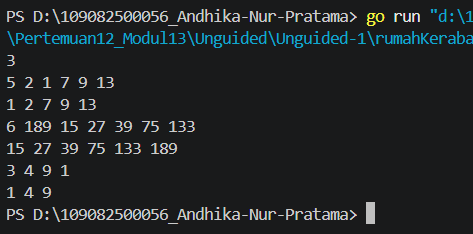 PS D:\109082500056_Andhika-Nur-Pratama> go run "d:\1
\Pertemuan12_Modul13\Unguided\Unguided-1\rumahKeraba
3
5 2 1 7 9 13
1 2 7 9 13
6 189 15 27 39 75 133
15 27 39 75 133 189
3 4 9 1
1 4 9
PS D:\109082500056_Andhika-Nur-Pratama>